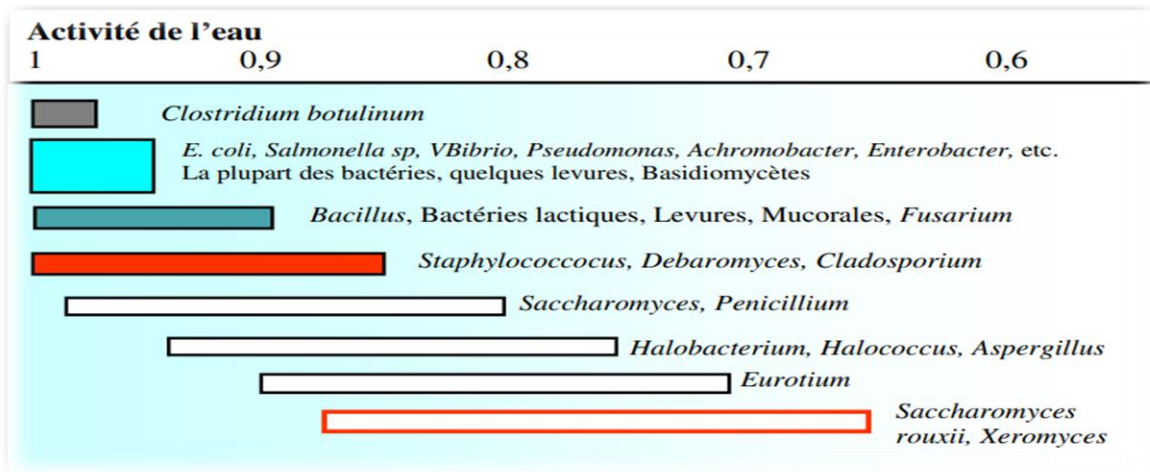 Activité de l'eau
1 0,9 0,8 0,7 0,6
Clostridium botulinum
E. coli, Salmonella sp, VBibrio, Pseudomonas, Achromobacter, Enterobacter, etc.
La plupart des bactéries, quelques levures, Basidiomycètes
Bacillus, Bactéries lactiques, Levures, Mucorales, Fusarium
Staphylococcocus, Debaromyces, Cladosporium
Saccharomyces, Penicillium
Halobacterium, Halococcus, Aspergillus
Eurotium
Saccharomyces
rouxii, Xeromyces